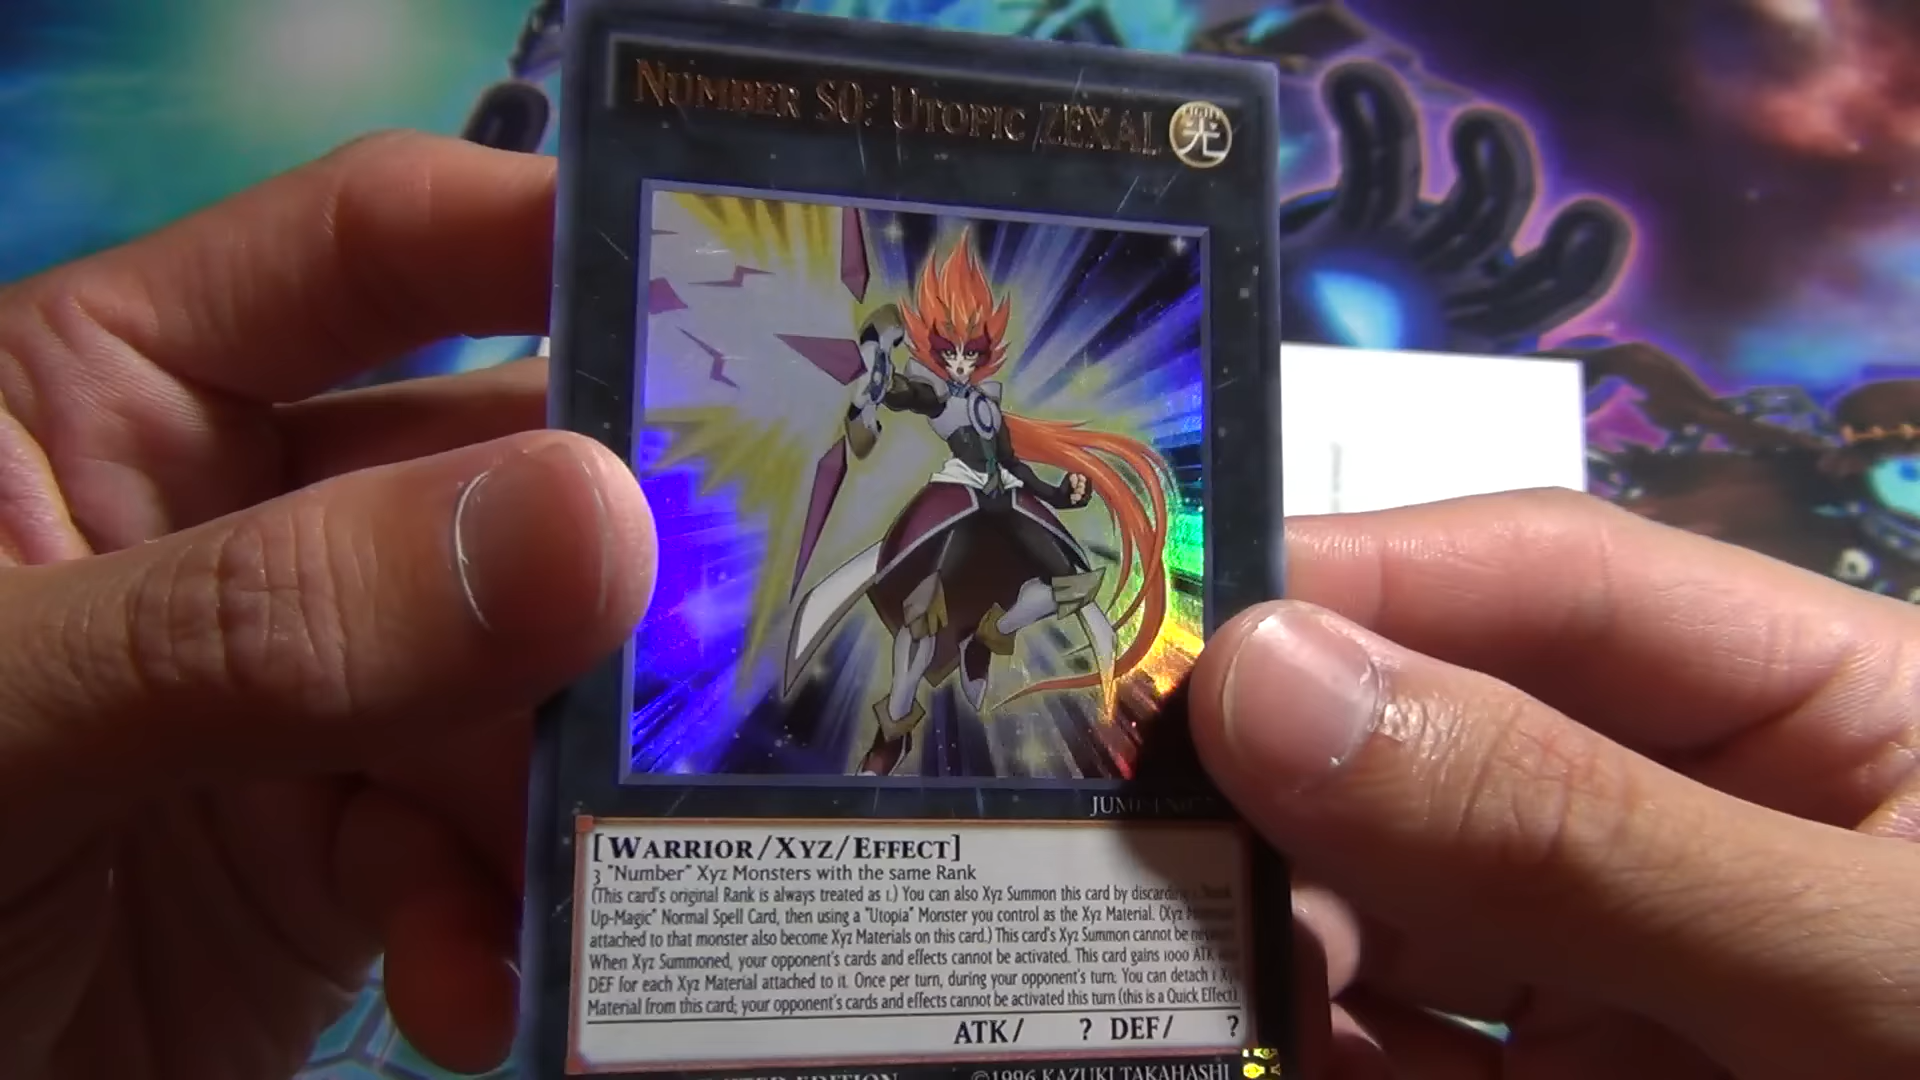 NUMBER S0: UTOPIC ZEXAL
LIGHT
光
[WARRIOR/XYZ/EFFECT]
3 "Number" Xyz Monsters with the same Rank
(This card's original Rank is always treated as 1.) You can also Xyz Summon this card by discarding
Up-Magic" Normal Spell Card, then using a "Utopia" Monster you control as the Xyz Material. (Xyz
attached to that monster also become Xyz Materials on this card.) This card's Xyz Summon cannot be
When Xyz Summoned, your opponent's cards and effects cannot be activated. This card gains 1000 ATK
DEF for each Xyz Material attached to it. Once per turn, during your opponent's turn: You can detach 1
Material from this card; your opponent's cards and effects cannot be activated this turn (this is a Quick Effect).
ATK/ ? DEF/ ?
EDITION ©1996 KAZUKI TAKAHASHI